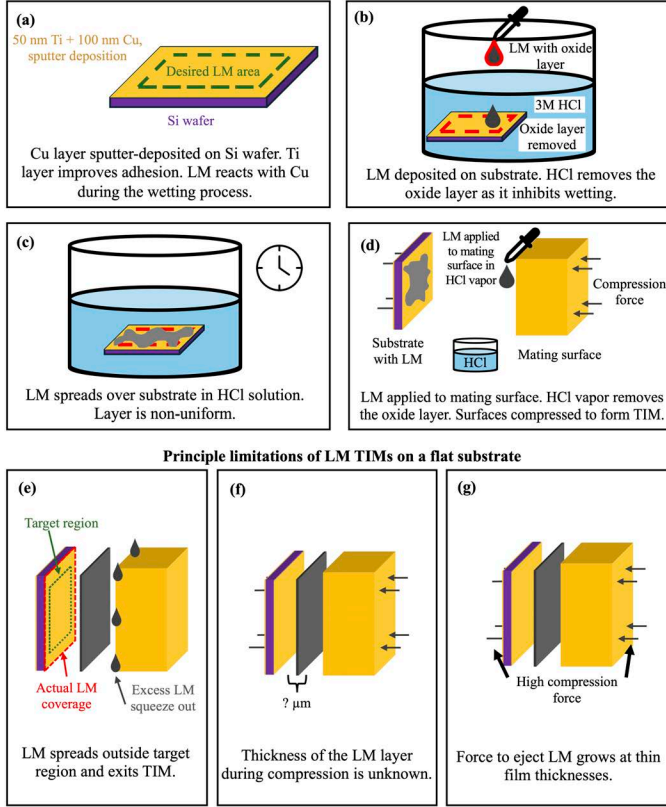 (a)
50 nm Ti + 100 nm Cu,
sputter deposition
Desired LM area
Si wafer
Cu layer sputter-deposited on Si wafer. Ti
layer improves adhesion. LM reacts with Cu
during the wetting process.
(b)
LM with oxide
layer
3M HCl
Oxide layer
removed
LM deposited on substrate. HCl removes the
oxide layer as it inhibits wetting.
(c)
LM spreads over substrate in HCl solution.
Layer is non-uniform.
(d)
LM applied
to mating
surface in
HCl vapor
Compression
force
Substrate
with LM
HCl
Mating surface
LM applied to mating surface. HCl vapor removes
the oxide layer. Surfaces compressed to form TIM.
Principle limitations of LM TIMs on a flat substrate
(e)
Target region
Actual LM
coverage
Excess LM
squeeze out
LM spreads outside target
region and exits TIM.
(f)
? µm
Thickness of the LM layer
during compression is unknown.
(g)
High compression
force
Force to eject LM grows at thin
film thicknesses.